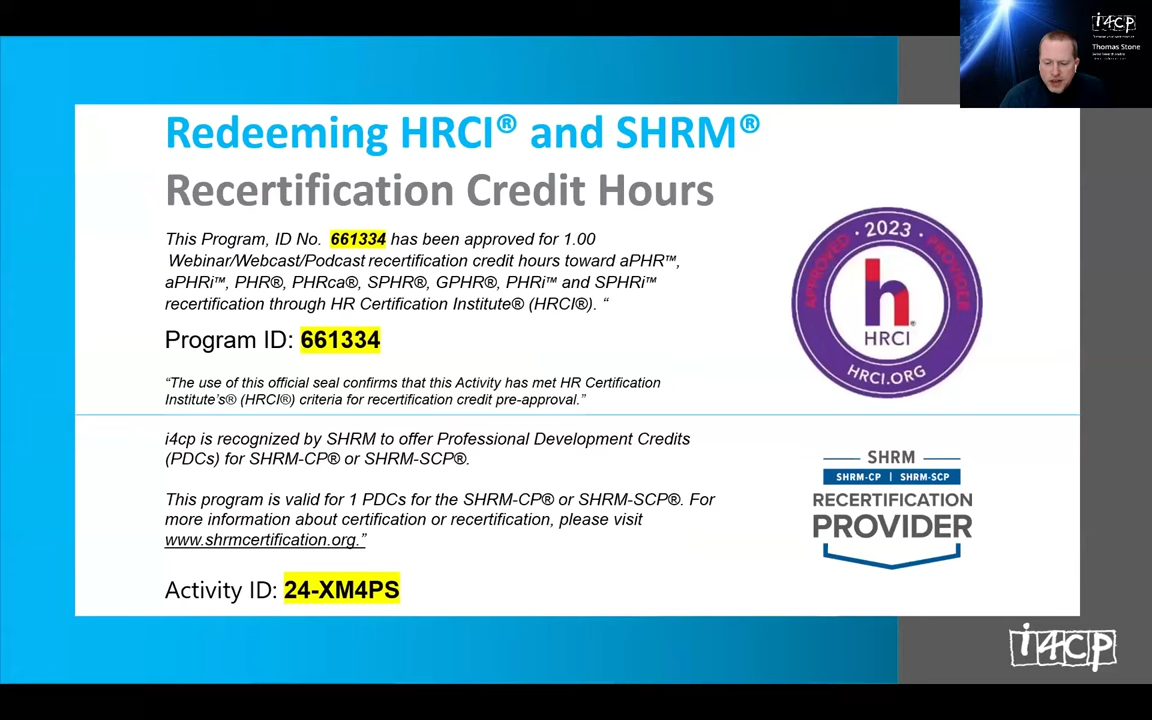 i4cp
Thomas Stone
Redeeming HRCI® and SHRM®
Recertification Credit Hours
This Program, ID No. 661334 has been approved for 1.00
Webinar/Webcast/Podcast recertification credit hours toward aPHR™,
aPHRi™, PHR®, PHRca®, SPHR®, GPHR®, PHRi™ and SPHRi™
recertification through HR Certification Institute® (HRCI®). “
Program ID: 661334
“The use of this official seal confirms that this Activity has met HR Certification
Institute’s® (HRCI®) criteria for recertification credit pre-approval.”
APPROVED · 2023 · PROVIDER
h®
HRCI
HRCI.ORG
i4cp is recognized by SHRM to offer Professional Development Credits
(PDCs) for SHRM-CP® or SHRM-SCP®.
This program is valid for 1 PDCs for the SHRM-CP® or SHRM-SCP®. For
more information about certification or recertification, please visit
www.shrmcertification.org.”
Activity ID: 24-XM4PS
SHRM
SHRM-CP | SHRM-SCP
RECERTIFICATION
PROVIDER
i4cp